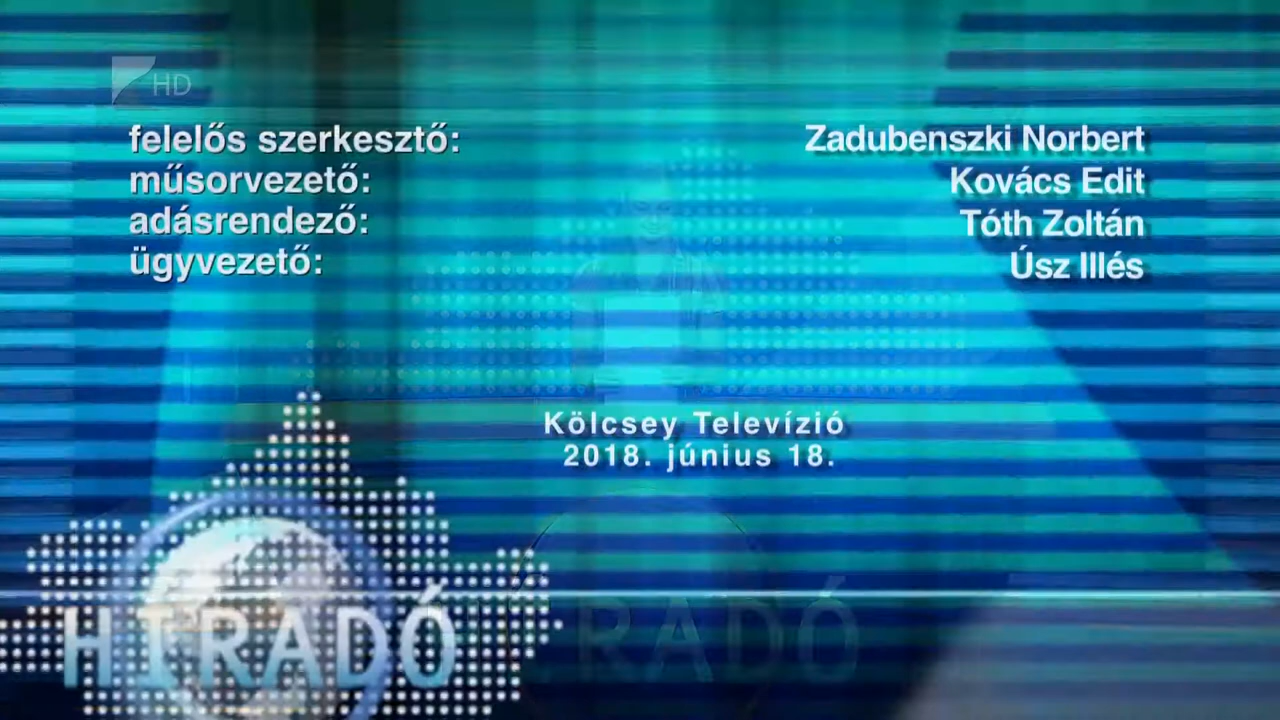 HD
felelős szerkesztő: Zadubenszki Norbert
műsorvezető: Kovács Edit
adásrendező: Tóth Zoltán
ügyvezető: Úsz Illés
Kölcsey Televízió
2018. június 18.
HÍRADÓ
RADÓ